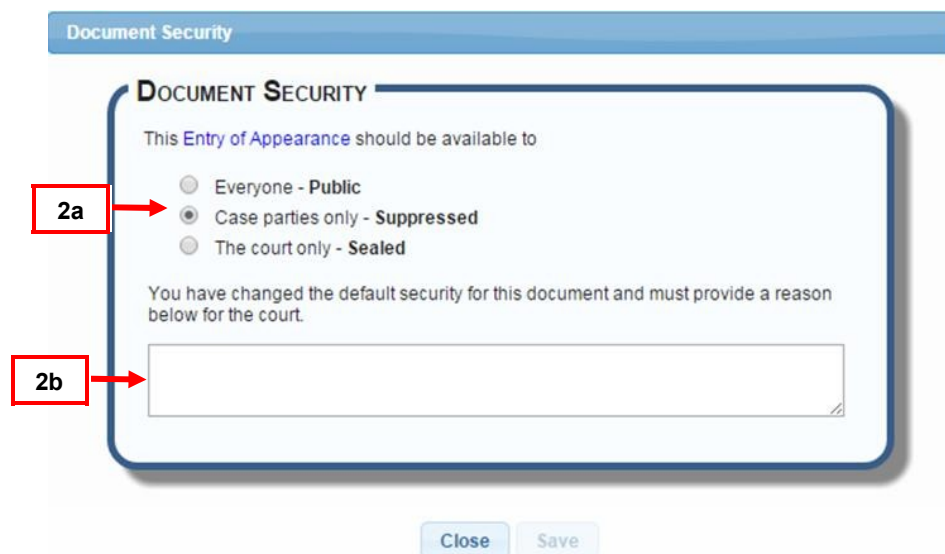 Document Security
DOCUMENT SECURITY
This Entry of Appearance should be available to
Everyone - Public
2a
Case parties only - Suppressed
The court only - Sealed
You have changed the default security for this document and must provide a reason
below for the court.
2b
Close Save